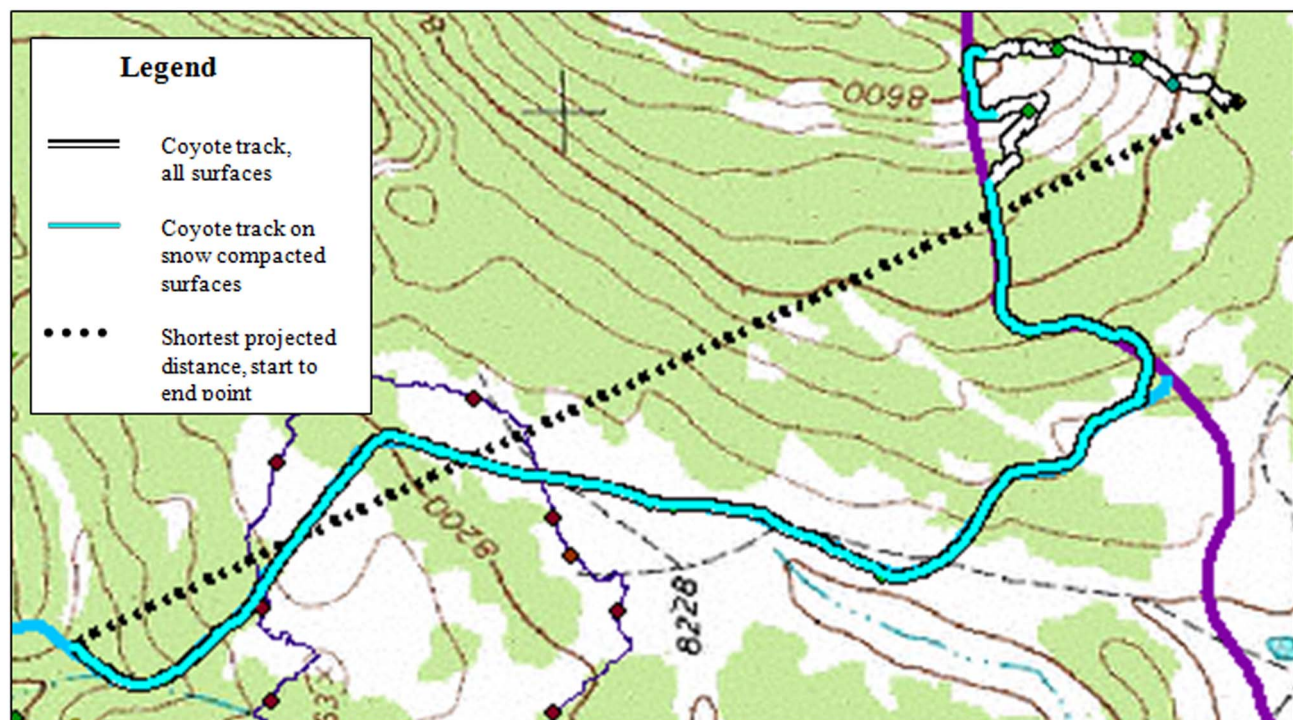 Legend
Coyote track,
all surfaces
Coyote track on
snow compacted
surfaces
Shortest projected
distance, start to
end point
8600
8200
8228